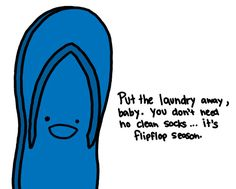 Put the laundry away,
baby. you don't need
no clean socks... it's
flipflop season.